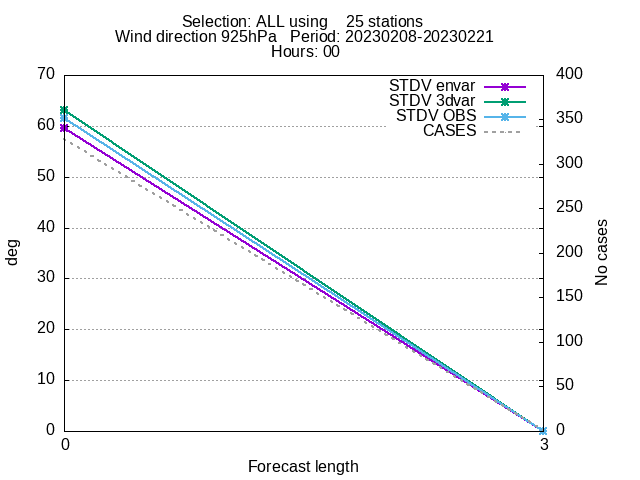 Selection: ALL using    25 stations
Wind direction 925hPa   Period: 20230208-20230221
Hours: 00
70
60
50
40
30
20
10
0
400
350
300
250
200
150
100
50
0
STDV envar
STDV 3dvar
STDV OBS
CASES
deg
No cases
0
3
Forecast length